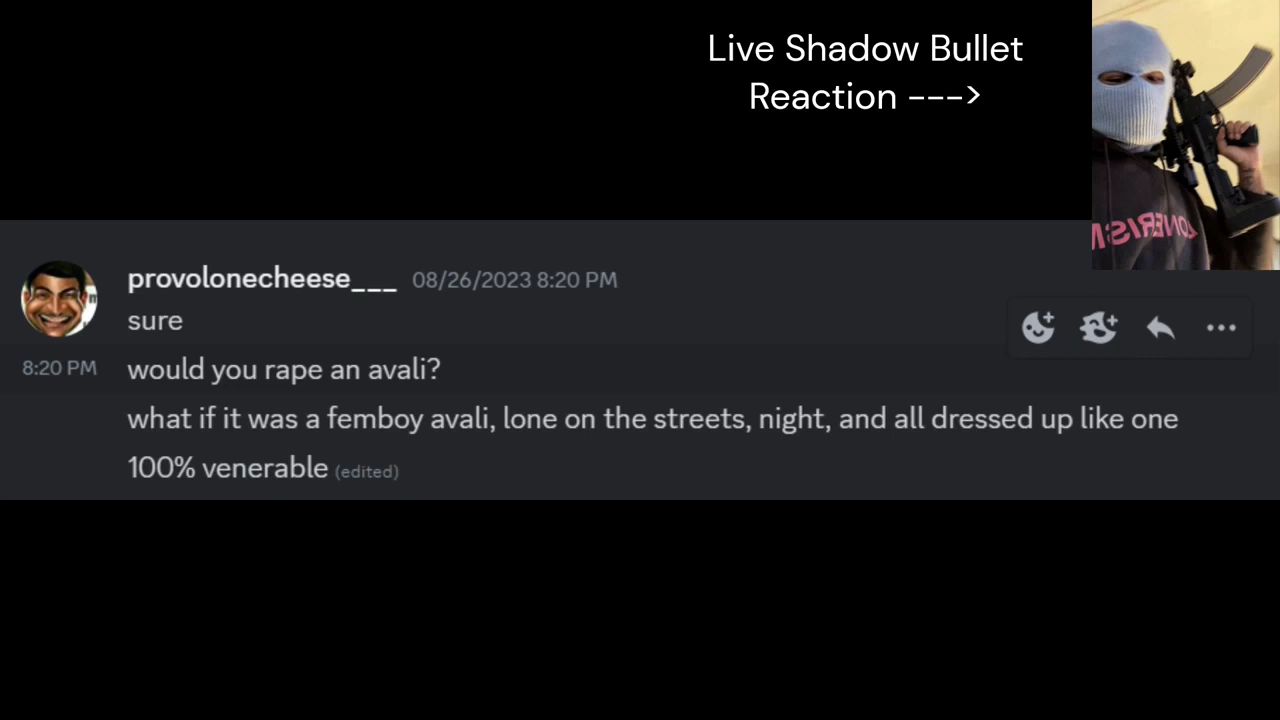 Live Shadow Bullet
Reaction --->
provolonecheese___ 08/26/2023 8:20 PM
sure
8:20 PM would you rape an avali?
what if it was a femboy avali, lone on the streets, night, and all dressed up like one
100% venerable (edited)